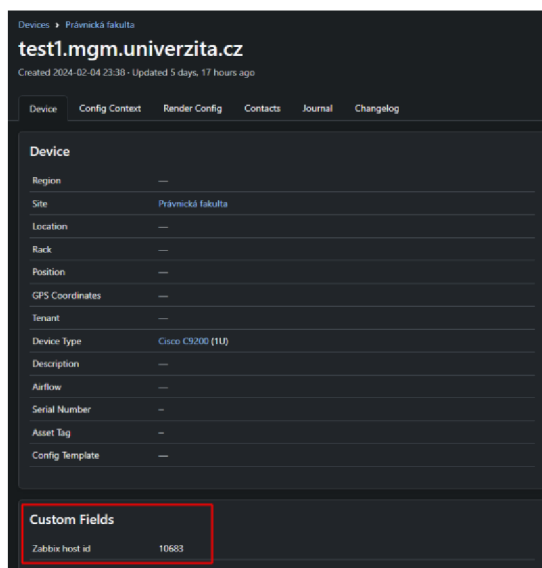 Devices › Právnická fakulta
test1.mgm.univerzita.cz
Created 2024-02-04 23:38 · Updated 5 days, 17 hours ago
Device Config Context Render Config Contacts Journal Changelog
Device
Region —
Site Právnická fakulta
Location —
Rack —
Position —
GPS Coordinates —
Tenant —
Device Type Cisco C9200 (1U)
Description —
Airflow —
Serial Number –
Asset Tag –
Config Template —
Custom Fields
Zabbix host id 10683